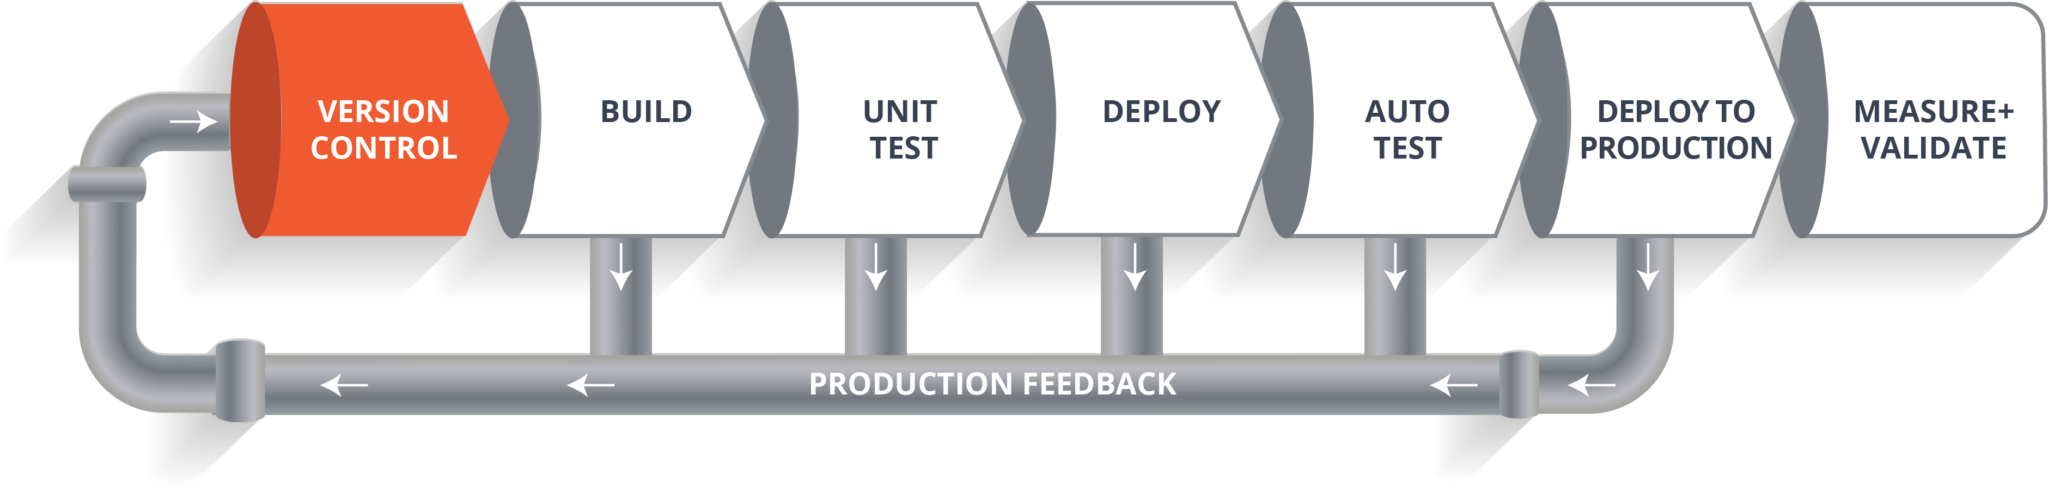 VERSION
CONTROL
BUILD
UNIT
TEST
DEPLOY
AUTO
TEST
DEPLOY TO
PRODUCTION
MEASURE+
VALIDATE
PRODUCTION FEEDBACK